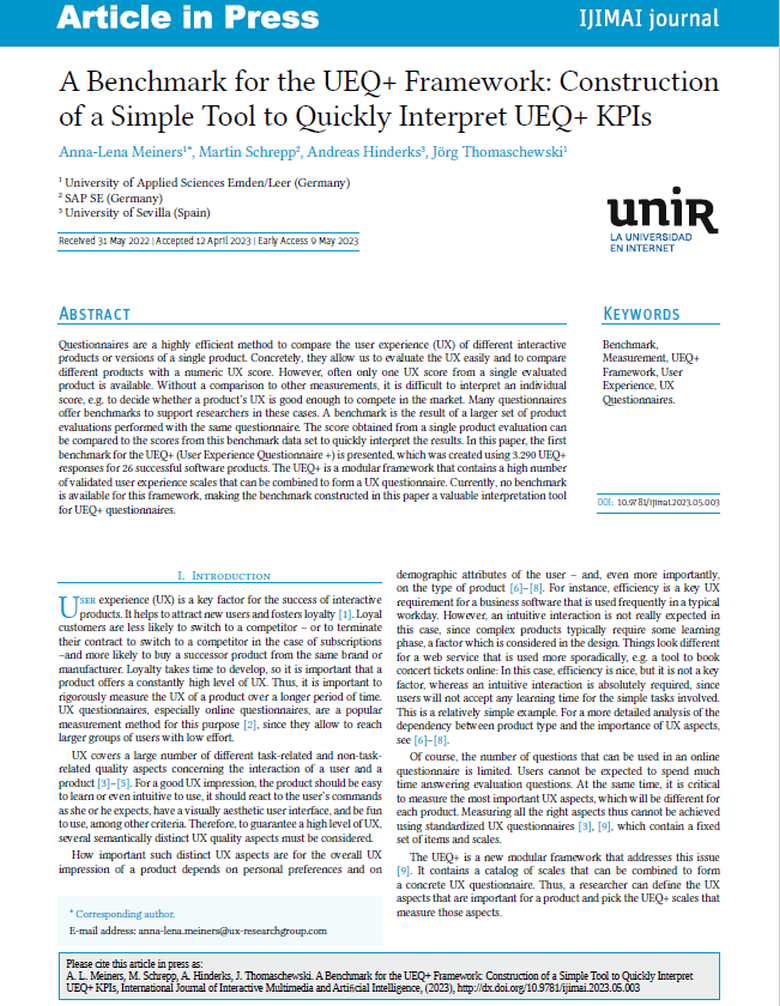 Article in Press
IJIMAI journal
A Benchmark for the UEQ+ Framework: Construction
of a Simple Tool to Quickly Interpret UEQ+ KPIs
Anna-Lena Meiners¹*, Martin Schrepp², Andreas Hinderks³, Jörg Thomaschewski¹
¹ University of Applied Sciences Emden/Leer (Germany)
² SAP SE (Germany)
³ University of Sevilla (Spain)
Received 31 May 2022 | Accepted 12 April 2023 | Early Access 9 May 2023
unir
LA UNIVERSIDAD
EN INTERNET
Abstract
Questionnaires are a highly efficient method to compare the user experience (UX) of different interactive
products or versions of a single product. Concretely, they allow us to evaluate the UX easily and to compare
different products with a numeric UX score. However, often only one UX score from a single evaluated
product is available. Without a comparison to other measurements, it is difficult to interpret an individual
score, e.g. to decide whether a product's UX is good enough to compete in the market. Many questionnaires
offer benchmarks to support researchers in these cases. A benchmark is the result of a larger set of product
evaluations performed with the same questionnaire. The score obtained from a single product evaluation can
be compared to the scores from this benchmark data set to quickly interpret the results. In this paper, the first
benchmark for the UEQ+ (User Experience Questionnaire +) is presented, which was created using 3.290 UEQ+
responses for 26 successful software products. The UEQ+ is a modular framework that contains a high number
of validated user experience scales that can be combined to form a UX questionnaire. Currently, no benchmark
is available for this framework, making the benchmark constructed in this paper a valuable interpretation tool
for UEQ+ questionnaires.
Keywords
Benchmark,
Measurement, UEQ+
Framework, User
Experience, UX
Questionnaires.
DOI: 10.9781/ijimai.2023.05.003
I. Introduction
User experience (UX) is a key factor for the success of interactive
products. It helps to attract new users and fosters loyalty [1]. Loyal
customers are less likely to switch to a competitor – or to terminate
their contract to switch to a competitor in the case of subscriptions
–and more likely to buy a successor product from the same brand or
manufacturer. Loyalty takes time to develop, so it is important that a
product offers a constantly high level of UX. Thus, it is important to
rigorously measure the UX of a product over a longer period of time.
UX questionnaires, especially online questionnaires, are a popular
measurement method for this purpose [2], since they allow to reach
larger groups of users with low effort.
UX covers a large number of different task-related and non-task-
related quality aspects concerning the interaction of a user and a
product [3]–[5]. For a good UX impression, the product should be easy
to learn or even intuitive to use, it should react to the user's commands
as she or he expects, have a visually aesthetic user interface, and be fun
to use, among other criteria. Therefore, to guarantee a high level of UX,
several semantically distinct UX quality aspects must be considered.
How important such distinct UX aspects are for the overall UX
impression of a product depends on personal preferences and on
* Corresponding author.
E-mail address: anna-lena.meiners@ux-researchgroup.com
demographic attributes of the user – and, even more importantly,
on the type of product [6]–[8]. For instance, efficiency is a key UX
requirement for a business software that is used frequently in a typical
workday. However, an intuitive interaction is not really expected in
this case, since complex products typically require some learning
phase, a factor which is considered in the design. Things look different
for a web service that is used more sporadically, e.g. a tool to book
concert tickets online: In this case, efficiency is nice, but it is not a key
factor, whereas an intuitive interaction is absolutely required, since
users will not accept any learning time for the simple tasks involved.
This is a relatively simple example. For a more detailed analysis of the
dependency between product type and the importance of UX aspects,
see [6]–[8].
Of course, the number of questions that can be used in an online
questionnaire is limited. Users cannot be expected to spend much
time answering evaluation questions. At the same time, it is critical
to measure the most important UX aspects, which will be different for
each product. Measuring all the right aspects thus cannot be achieved
using standardized UX questionnaires [3], [9], which contain a fixed
set of items and scales.
The UEQ+ is a new modular framework that addresses this issue
[9]. It contains a catalog of scales that can be combined to form
a concrete UX questionnaire. Thus, a researcher can define the UX
aspects that are important for a product and pick the UEQ+ scales that
measure those aspects.
Please cite this article in press as:
A. L. Meiners, M. Schrepp, A. Hinderks, J. Thomaschewski. A Benchmark for the UEQ+ Framework: Construction of a Simple Tool to Quickly Interpret
UEQ+ KPIs, International Journal of Interactive Multimedia and Artificial Intelligence, (2023), http://dx.doi.org/10.9781/ijimai.2023.05.003